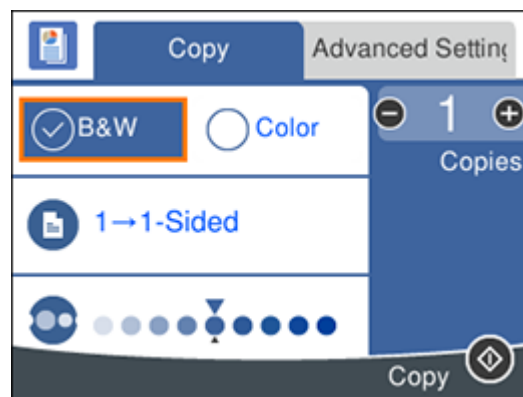 Copy
Advanced Setting
B&W
Color
1
Copies
1→1-Sided
Copy